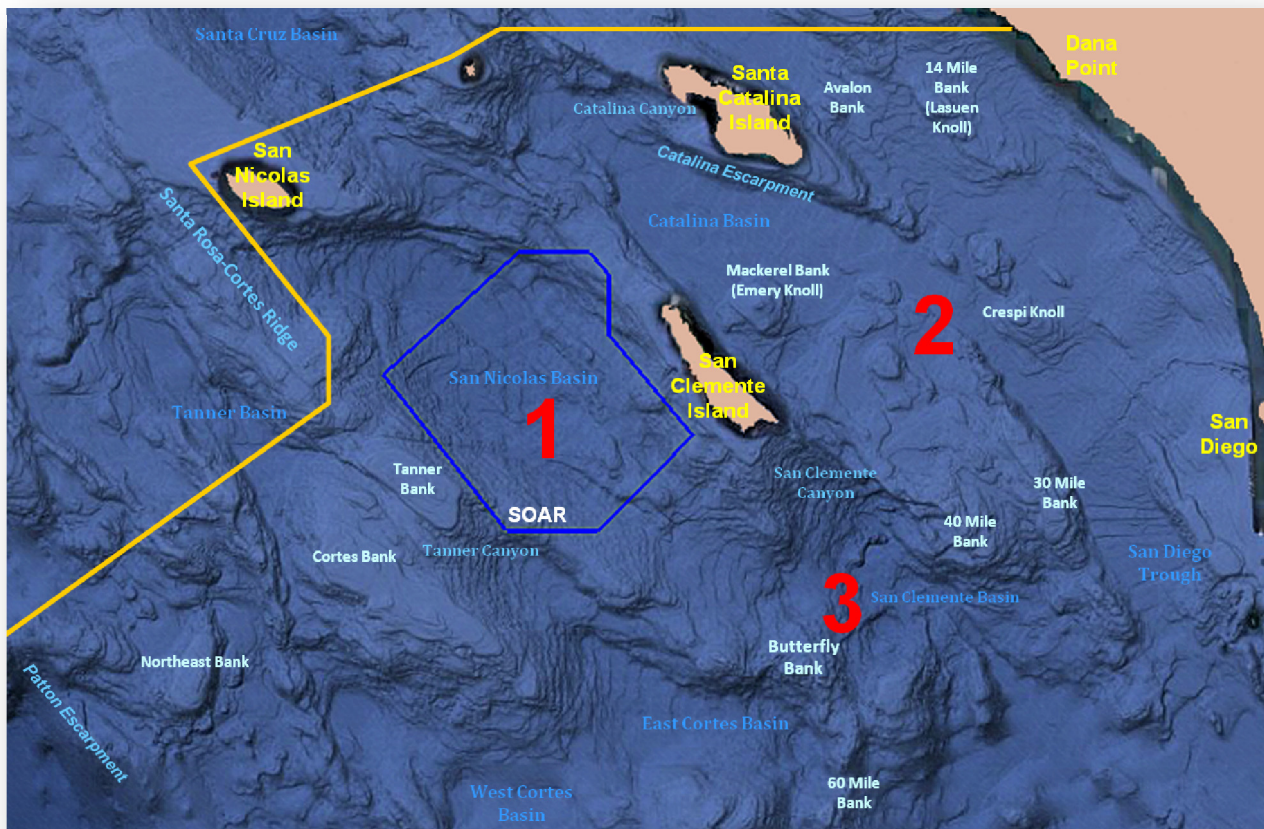 Santa Cruz Basin
Dana
Point
Santa
Catalina
Island
Avalon
Bank
14 Mile
Bank
(Lasuen
Knoll)
Catalina Canyon
San
Nicolas
Island
Catalina Escarpment
Santa Rosa-Cortes Ridge
Catalina Basin
Mackerel Bank
(Emery Knoll)
2
Crespi Knoll
San Nicolas Basin
San
Clemente
Island
Tanner Basin
1
San
Diego
Tanner
Bank
San Clemente
Canyon
30 Mile
Bank
SOAR
40 Mile
Bank
Tanner Canyon
Cortes Bank
San Diego
Trough
3
San Clemente Basin
Butterfly
Bank
Northeast Bank
Patton Escarpment
East Cortes Basin
60 Mile
Bank
West Cortes
Basin